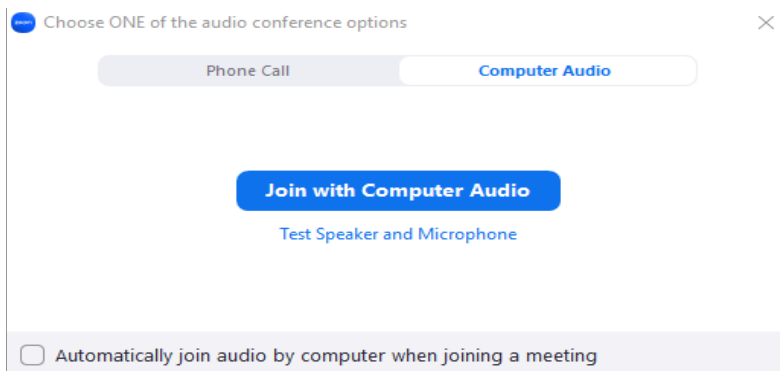 Choose ONE of the audio conference options
Phone Call
Computer Audio
Join with Computer Audio
Test Speaker and Microphone
Automatically join audio by computer when joining a meeting